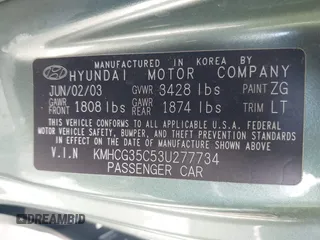 MANUFACTURED IN KOREA BY
HYUNDAI MOTOR COMPANY
JUN/02/03 GVWR 3428 lbs PAINT ZG
GAWR FRONT 1808 lbs GAWR REAR 1874 lbs TRIM LT
THIS VEHICLE CONFORMS TO ALL APPLICABLE U.S.A. FEDERAL
MOTOR VEHICLE SAFETY, BUMPER, AND THEFT PREVENTION
STANDARDS IN EFFECT ON THE DATE OF MANUFACTURE
SHOWN ABOVE.
V.I.N KMHCG35C53U277734
PASSENGER CAR
DREAMBID